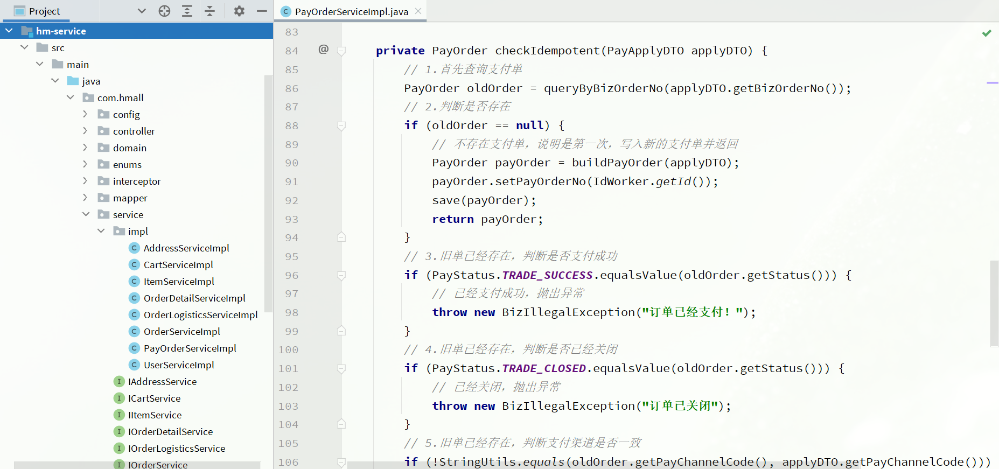 Project
PayOrderServiceImpl.java
hm-service
src
main
java
com.hmall
config
controller
domain
enums
interceptor
mapper
service
impl
AddressServiceImpl
CartServiceImpl
ItemServiceImpl
OrderDetailServiceImpl
OrderLogisticsServiceImpl
OrderServiceImpl
PayOrderServiceImpl
UserServiceImpl
IAddressService
ICartService
IItemService
IOrderDetailService
IOrderLogisticsService
IOrderService
83
84 @ private PayOrder checkIdempotent(PayApplyDTO applyDTO) {
85 // 1.首先查询支付单
86 PayOrder oldOrder = queryByBizOrderNo(applyDTO.getBizOrderNo());
87 // 2.判断是否存在
88 if (oldOrder == null) {
89 // 不存在支付单，说明是第一次，写入新的支付单并返回
90 PayOrder payOrder = buildPayOrder(applyDTO);
91 payOrder.setPayOrderNo(IdWorker.getId());
92 save(payOrder);
93 return payOrder;
94 }
95 // 3.旧单已经存在，判断是否支付成功
96 if (PayStatus.TRADE_SUCCESS.equalsValue(oldOrder.getStatus())) {
97 // 已经支付成功，抛出异常
98 throw new BizIllegalException("订单已经支付！");
99 }
100 // 4.旧单已经存在，判断是否已经关闭
101 if (PayStatus.TRADE_CLOSED.equalsValue(oldOrder.getStatus())) {
102 // 已经关闭，抛出异常
103 throw new BizIllegalException("订单已关闭");
104 }
105 // 5.旧单已经存在，判断支付渠道是否一致
106 if (!StringUtils.equals(oldOrder.getPayChannelCode(), applyDTO.getPayChannelCode()))